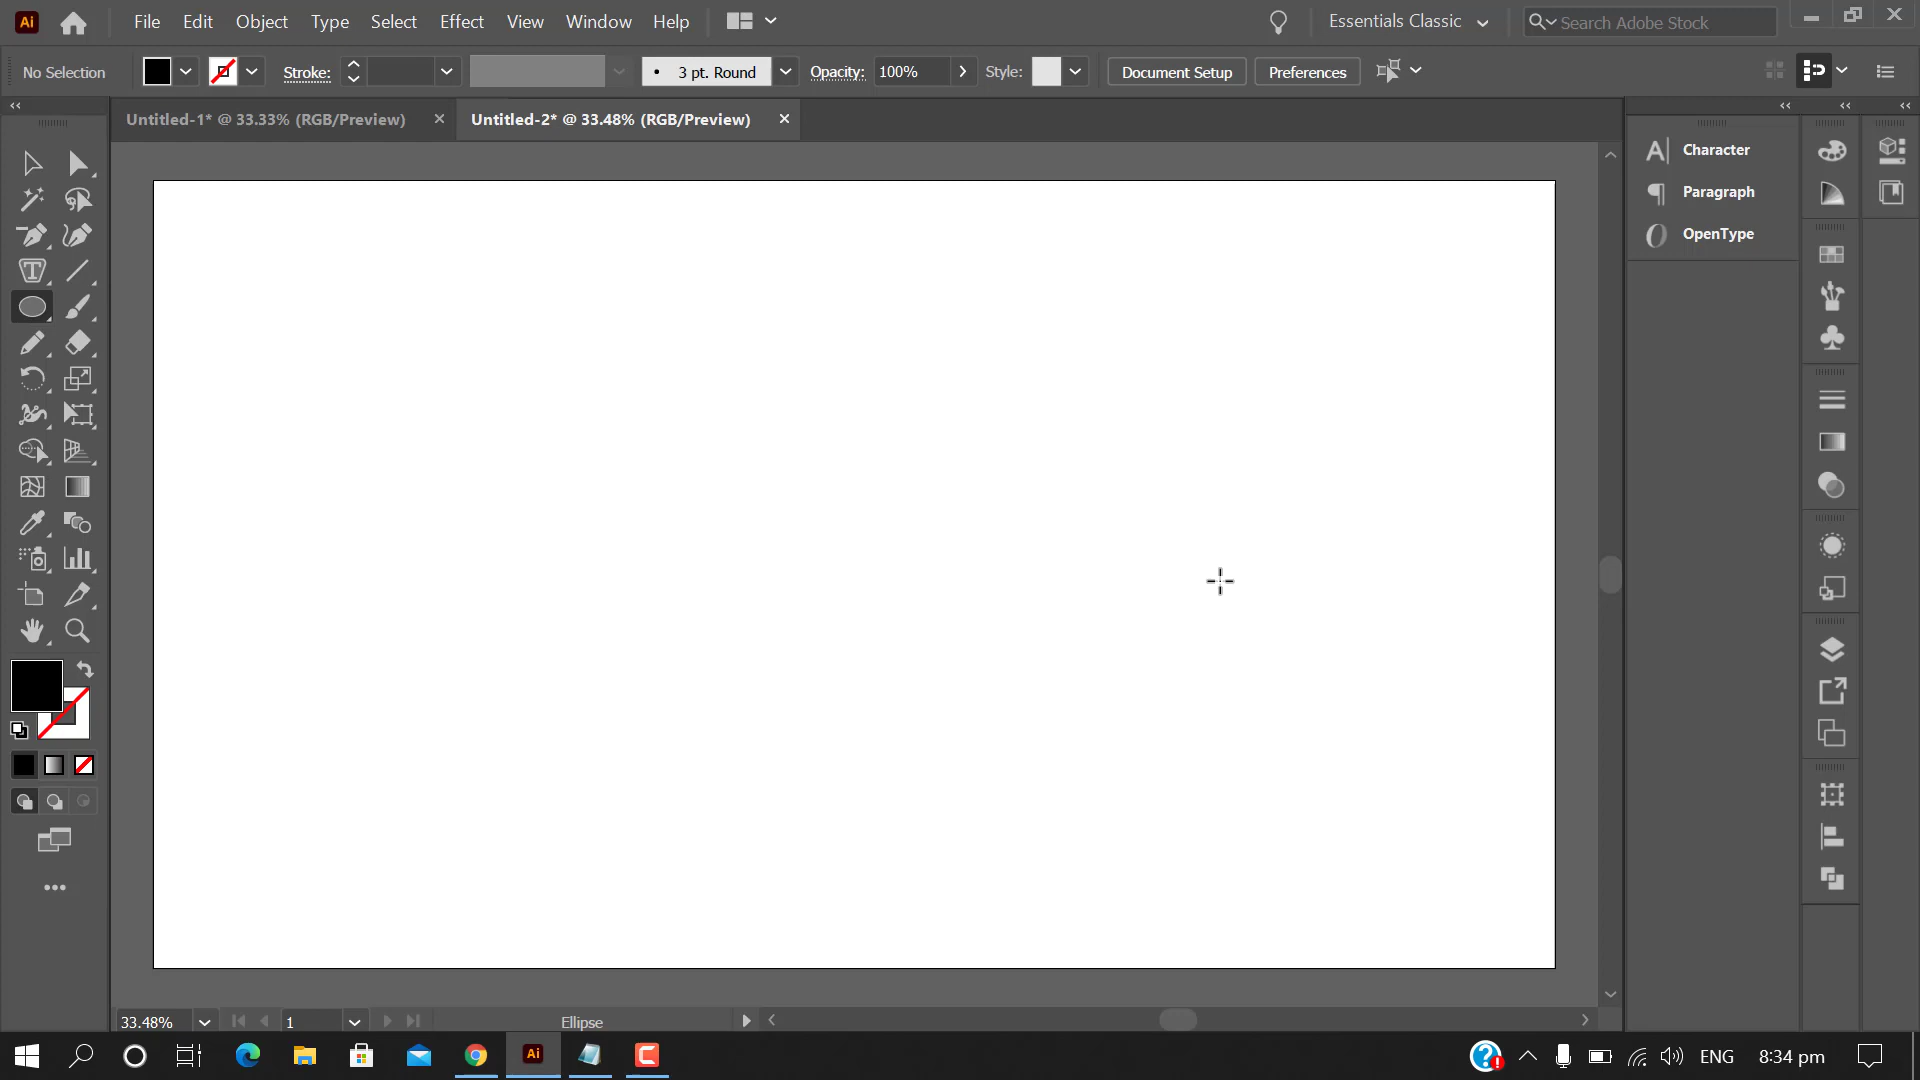 Ai File Edit Object Type Select Effect View Window Help Essentials Classic Search Adobe Stock
No Selection Stroke: 3 pt. Round Opacity: 100% Style: Document Setup Preferences
Untitled-1* @ 33.33% (RGB/Preview) Untitled-2* @ 33.48% (RGB/Preview)
Character
Paragraph
OpenType
33.48% 1 Ellipse
Ai ENG 8:34 pm